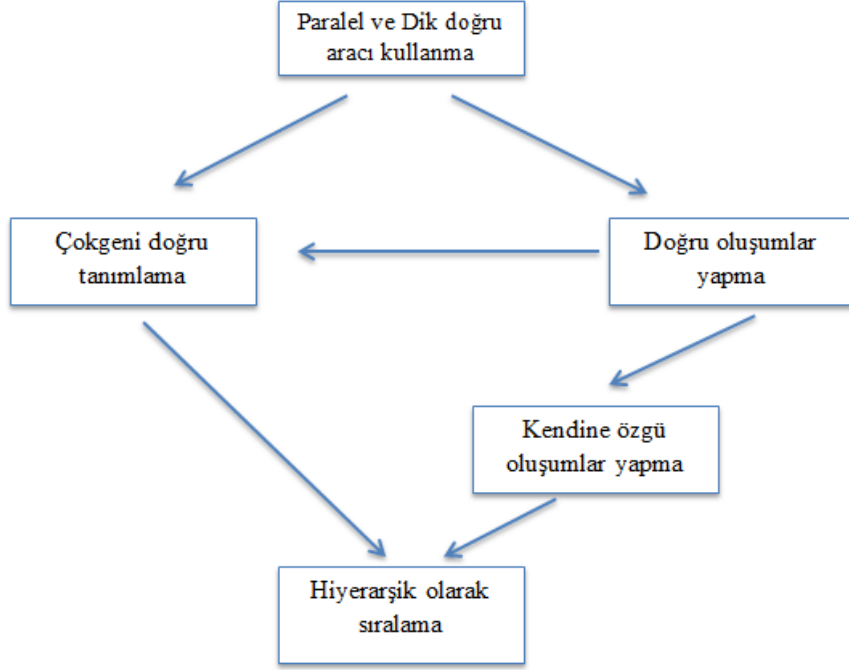 Paralel ve Dik doğru
aracı kullanma
Çokgeni doğru
tanımlama
Doğru oluşumlar
yapma
Kendine özgü
oluşumlar yapma
Hiyerarşik olarak
sıralama